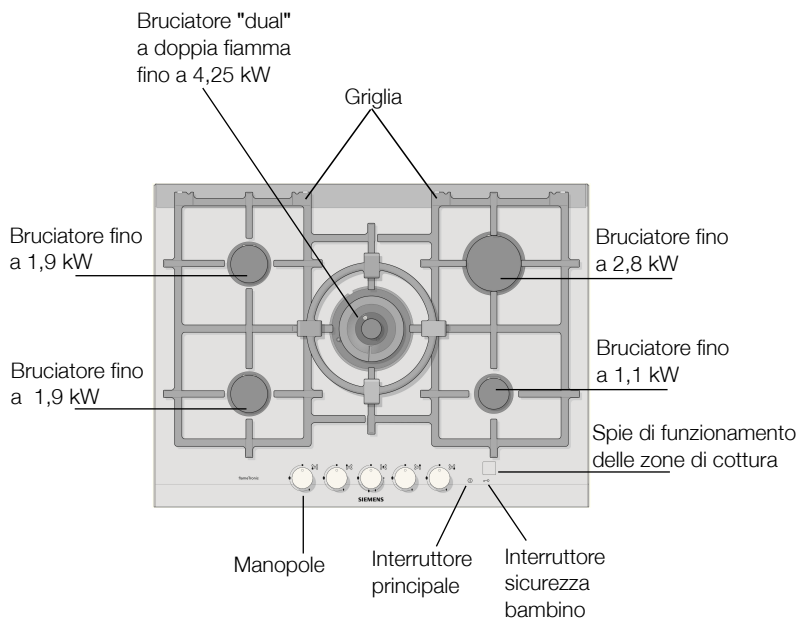 Bruciatore "dual"
a doppia fiamma
fino a 4,25 kW
Griglia
Bruciatore fino
a 1,9 kW
Bruciatore fino
a 2,8 kW
Bruciatore fino
a 1,9 kW
Bruciatore fino
a 1,1 kW
Spie di funzionamento
delle zone di cottura
SIEMENS
Manopole
Interruttore
principale
Interruttore
sicurezza
bambino